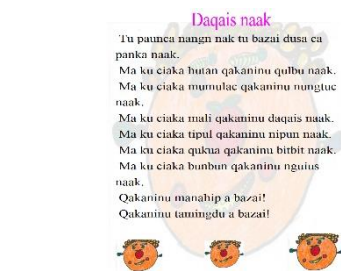 Daqais naak
Tu paunca nangn nak tu bazai dusa ca
panka naak.
Ma ku ciaka hutan qakaninu qulbu naak.
Ma ku ciaka mumulac qakaninu nungtuc
naak.
Ma ku ciaka mali qakaninu daqais naak.
Ma ku ciaka tipul qakaninu nipun naak.
Ma ku ciaka qukua qakaninu bitbit naak.
Ma ku ciaka bunbun qakaninu nguius
naak.
Qakaninu manahip a bazai!
Qakaninu tamingdu a bazai!